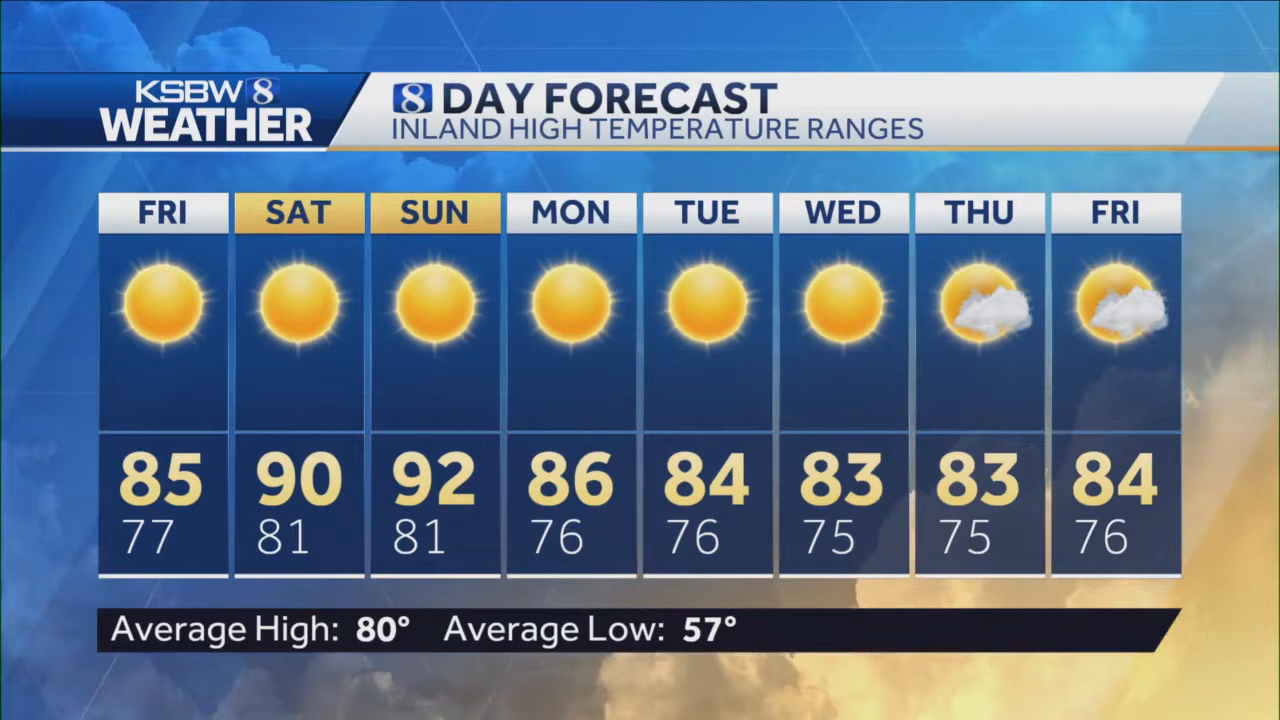 KSBW 8
WEATHER
8 DAY FORECAST
INLAND HIGH TEMPERATURE RANGES
FRI SAT SUN MON TUE WED THU FRI
85 90 92 86 84 83 83 84
77 81 81 76 76 75 75 76
Average High: 80° Average Low: 57°